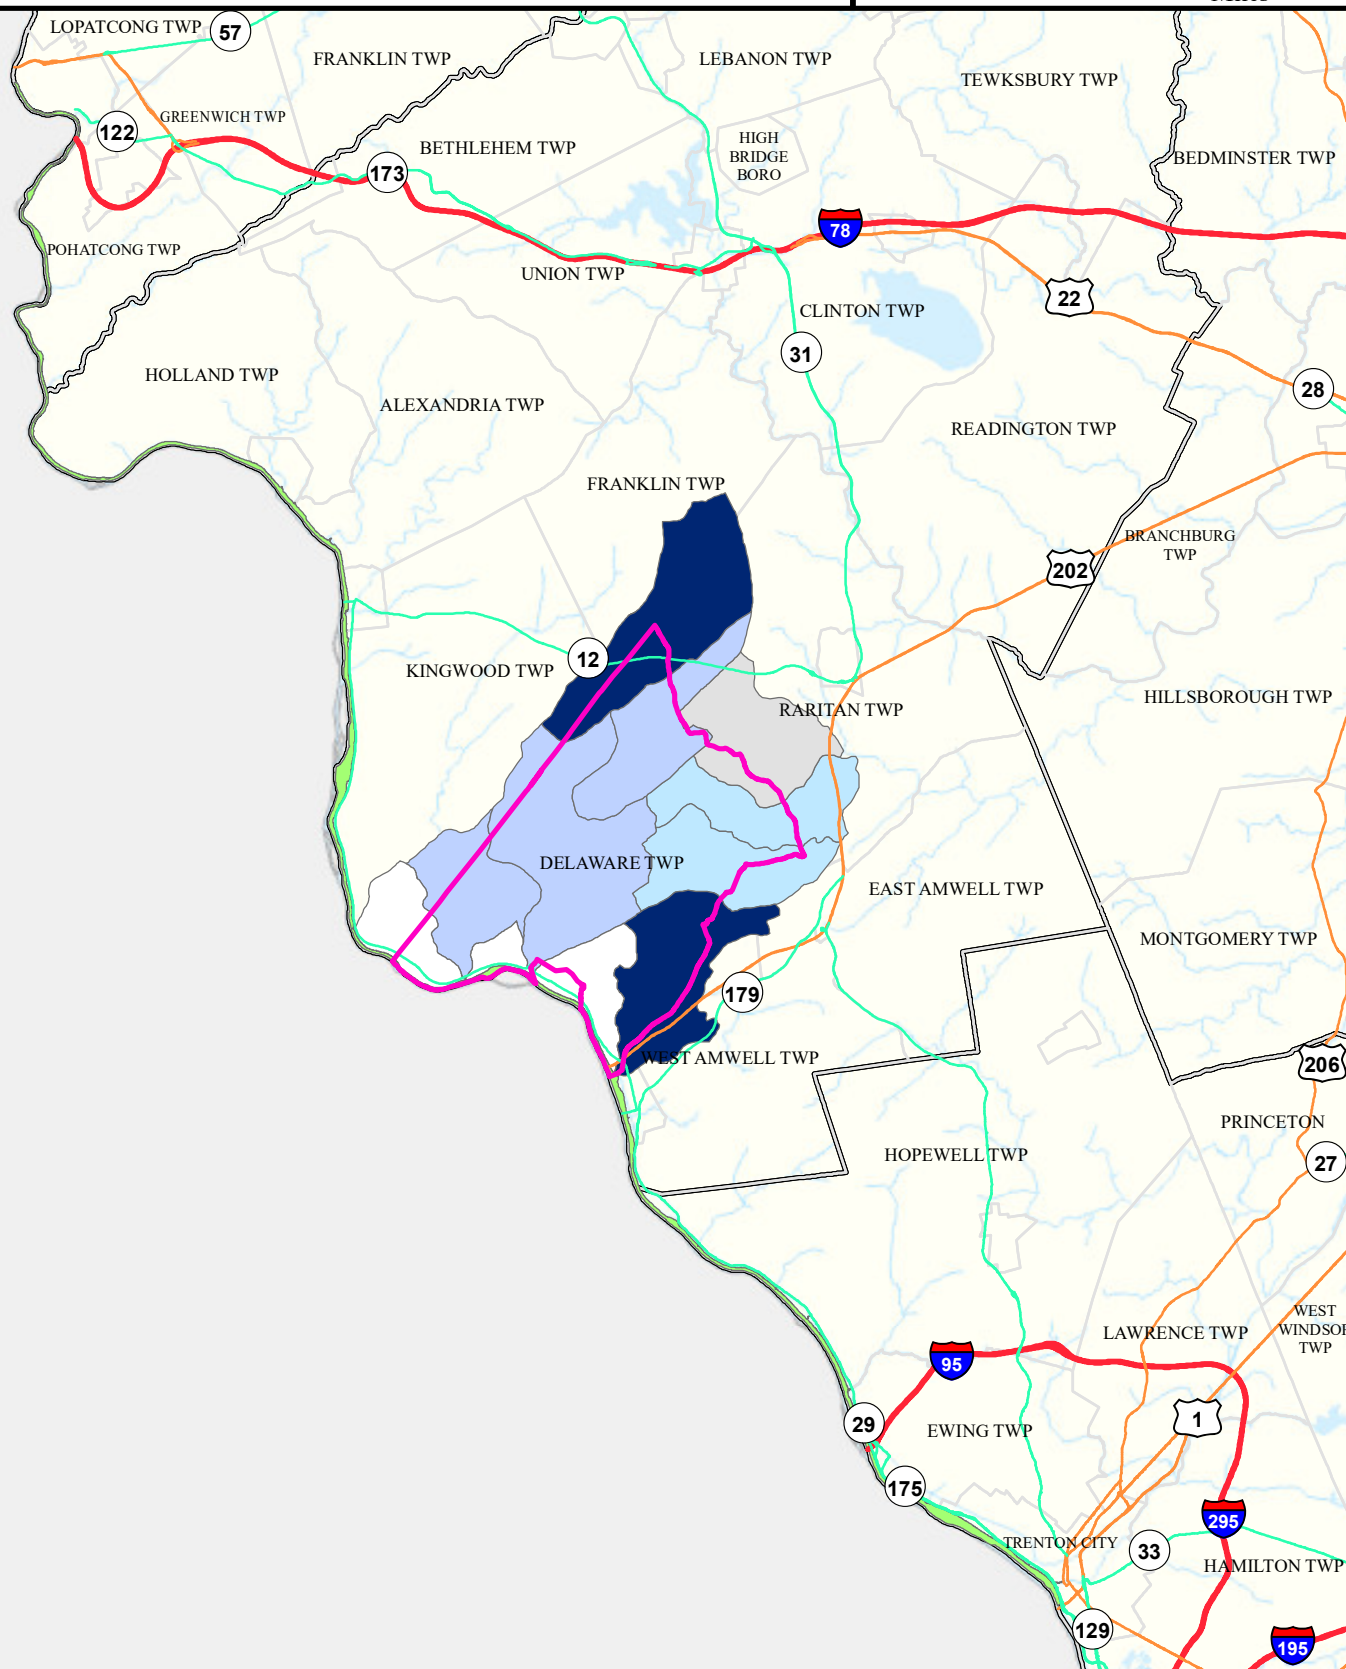 LOPATCONG TWP
57
FRANKLIN TWP
LEBANON TWP
TEWKSBURY TWP
GREENWICH TWP
122
HIGH
BRIDGE
BORO
BETHLEHEM TWP
BEDMINSTER TWP
173
78
POHATCONG TWP
UNION TWP
22
CLINTON TWP
31
HOLLAND TWP
28
ALEXANDRIA TWP
READINGTON TWP
FRANKLIN TWP
BRANCHBURG
TWP
202
12
KINGWOOD TWP
HILLSBOROUGH TWP
RARITAN TWP
DELAWARE TWP
EAST AMWELL TWP
MONTGOMERY TWP
179
WEST AMWELL TWP
206
PRINCETON
HOPEWELL TWP
27
WEST
WINDSOR
TWP
LAWRENCE TWP
95
29
EWING TWP
1
175
295
TRENTON CITY
33
HAMILTON TWP
129
195